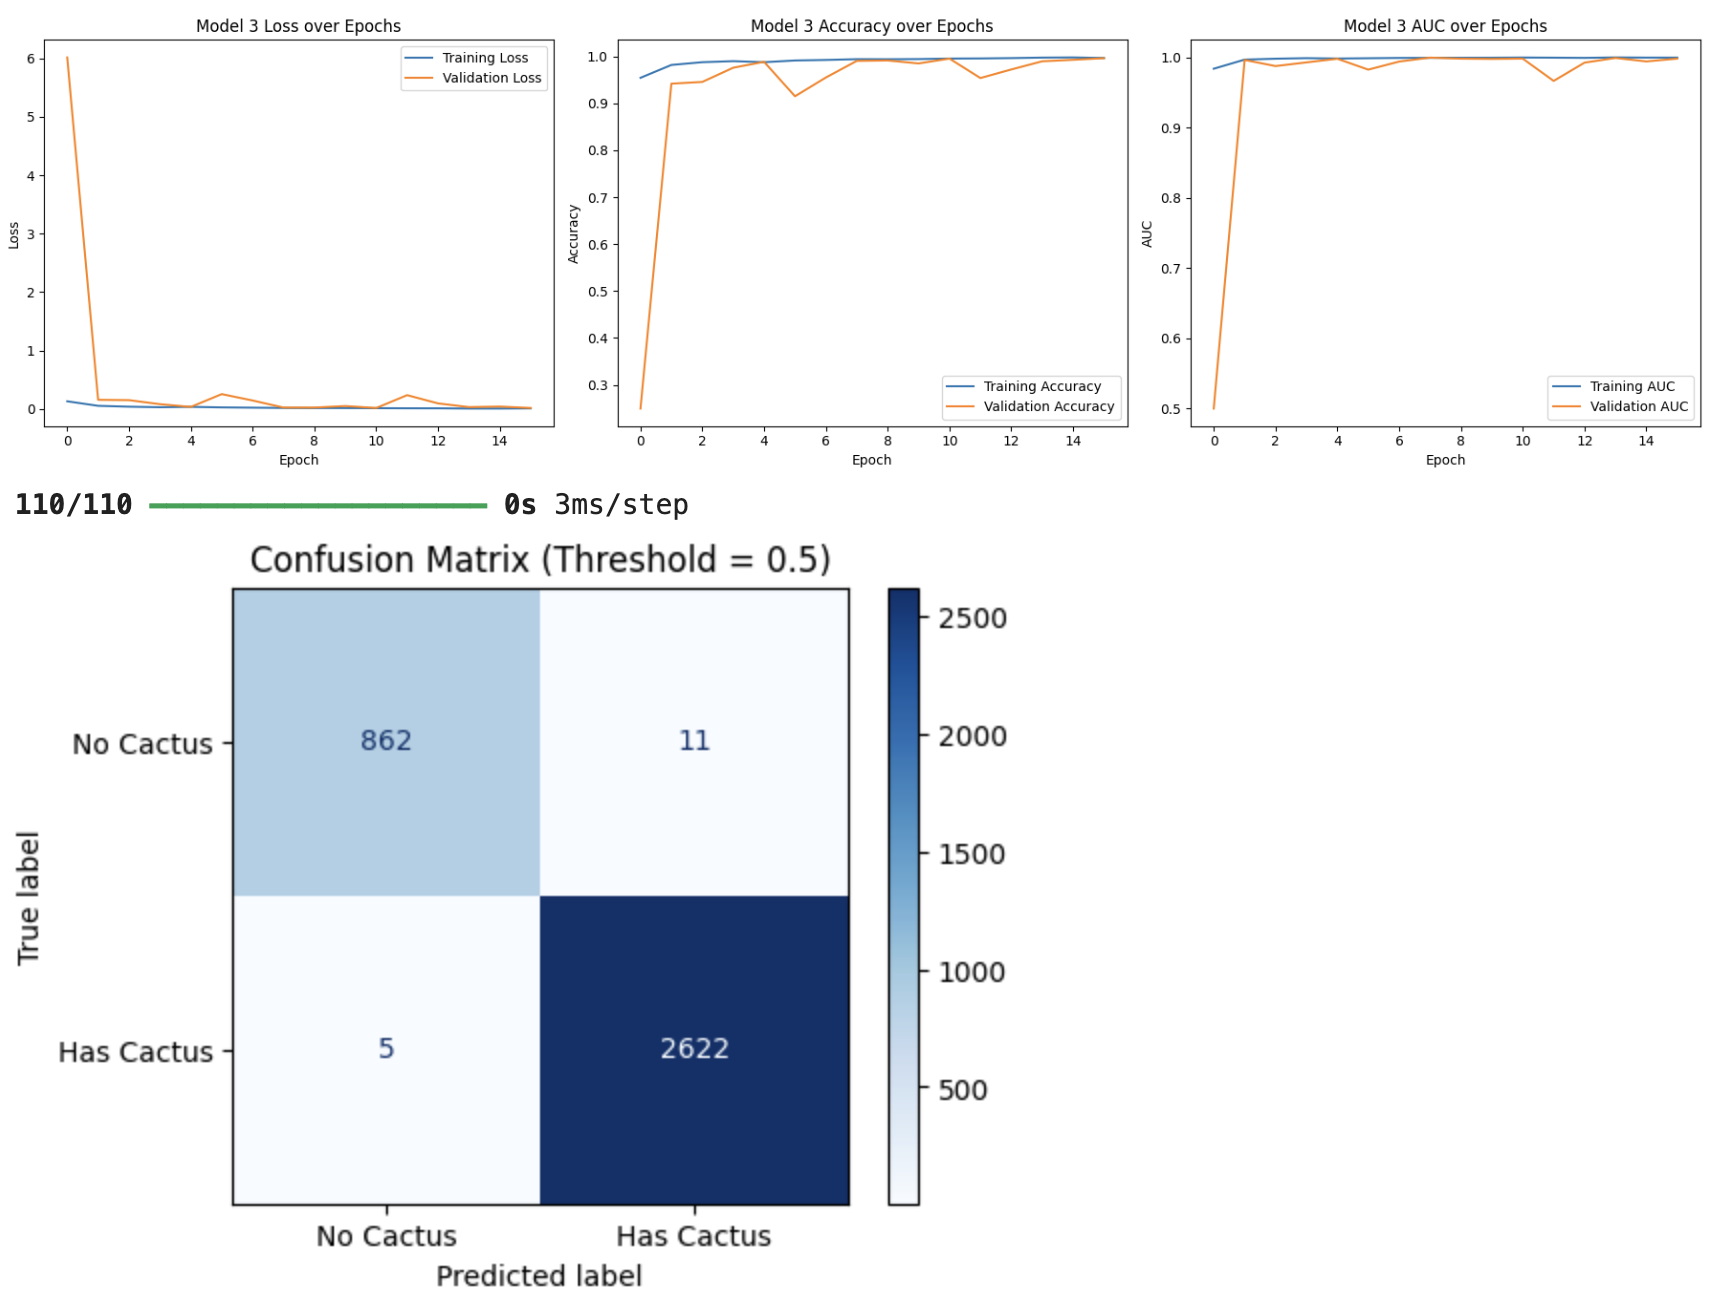 Model 3 Loss over Epochs
Training Loss
Validation Loss
6
5
4
3
2
1
0
Loss
0 2 4 6 8 10 12 14
Epoch
Model 3 Accuracy over Epochs
1.0
0.9
0.8
0.7
0.6
0.5
0.4
0.3
Accuracy
Training Accuracy
Validation Accuracy
0 2 4 6 8 10 12 14
Epoch
Model 3 AUC over Epochs
1.0
0.9
0.8
0.7
0.6
0.5
AUC
Training AUC
Validation AUC
0 2 4 6 8 10 12 14
Epoch
110/110 0s 3ms/step
Confusion Matrix (Threshold = 0.5)
True label
No Cactus 862 11
Has Cactus 5 2622
No Cactus Has Cactus
Predicted label
2500
2000
1500
1000
500